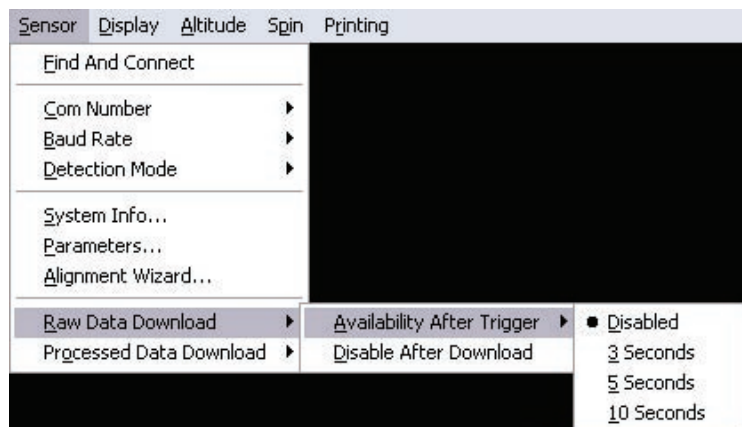 Sensor Display Altitude Spin Printing
Find And Connect
Com Number
Baud Rate
Detection Mode
System Info...
Parameters...
Alignment Wizard...
Raw Data Download
Processed Data Download
Availability After Trigger
Disable After Download
Disabled
3 Seconds
5 Seconds
10 Seconds